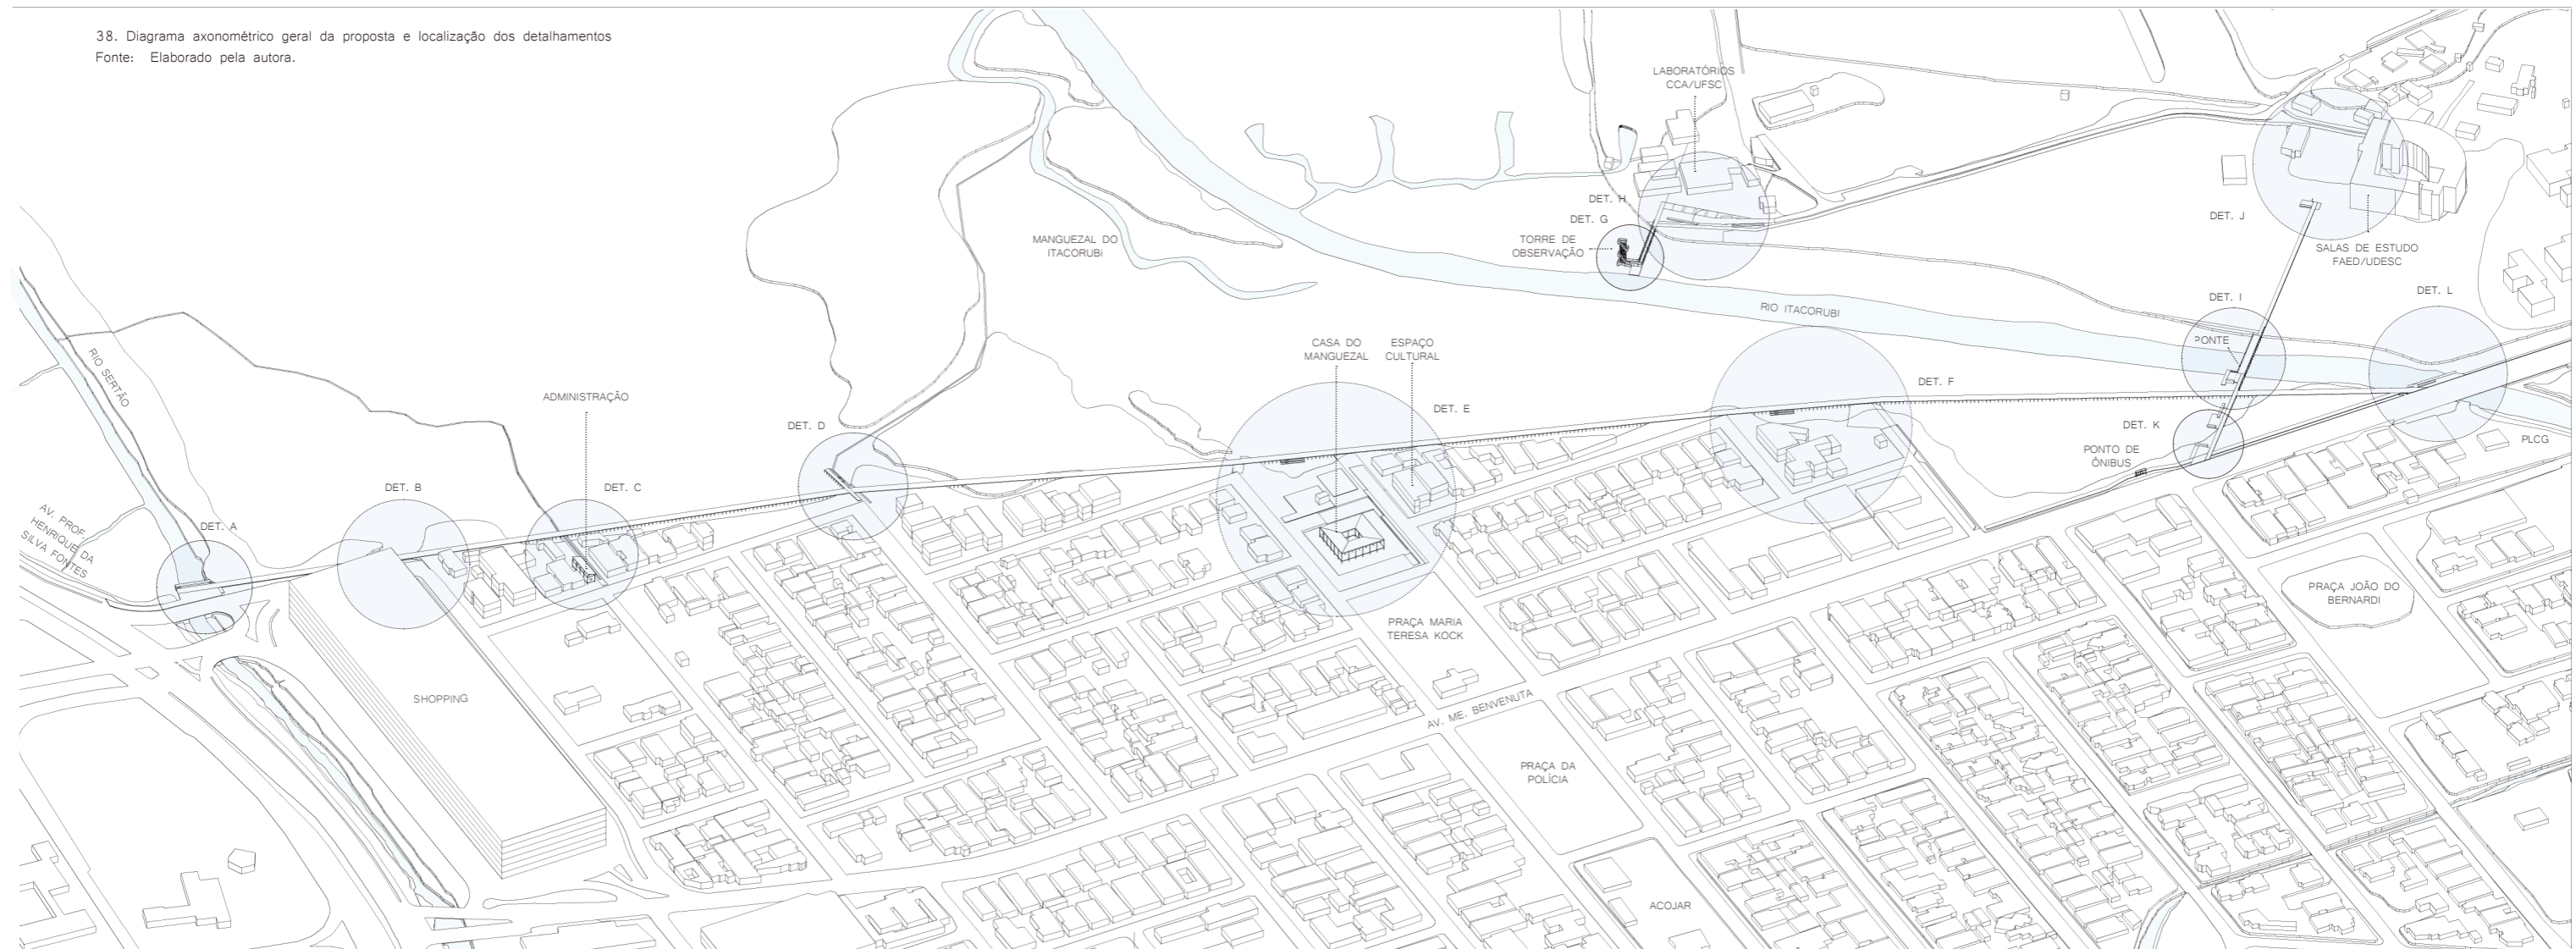 38. Diagrama axonométrico geral da proposta e localização dos detalhamentos
Fonte: Elaborado pela autora.
LABORATÓRIOS
CCA/UFSC
DET. H
DET. G
TORRE DE
OBSERVAÇÃO
DET. J
SALAS DE ESTUDO
FAED/UDESC
MANGUEZAL DO
ITACORUBI
RIO ITACORUBI
DET. I
PONTE
DET. L
RIO SERTÃO
ADMINISTRAÇÃO
CASA DO
MANGUEZAL
ESPAÇO
CULTURAL
DET. E
DET. F
DET. D
DET. K
PONTO DE
ÔNIBUS
PLCG
DET. B
DET. C
AV. PROF.
HENRIQUE DA
SILVA FONTES
DET. A
PRAÇA JOÃO DO
BERNARDI
PRAÇA MARIA
TERESA KOCK
SHOPPING
AV. ME. BENVENUTA
PRAÇA DA
POLÍCIA
ACOJAR